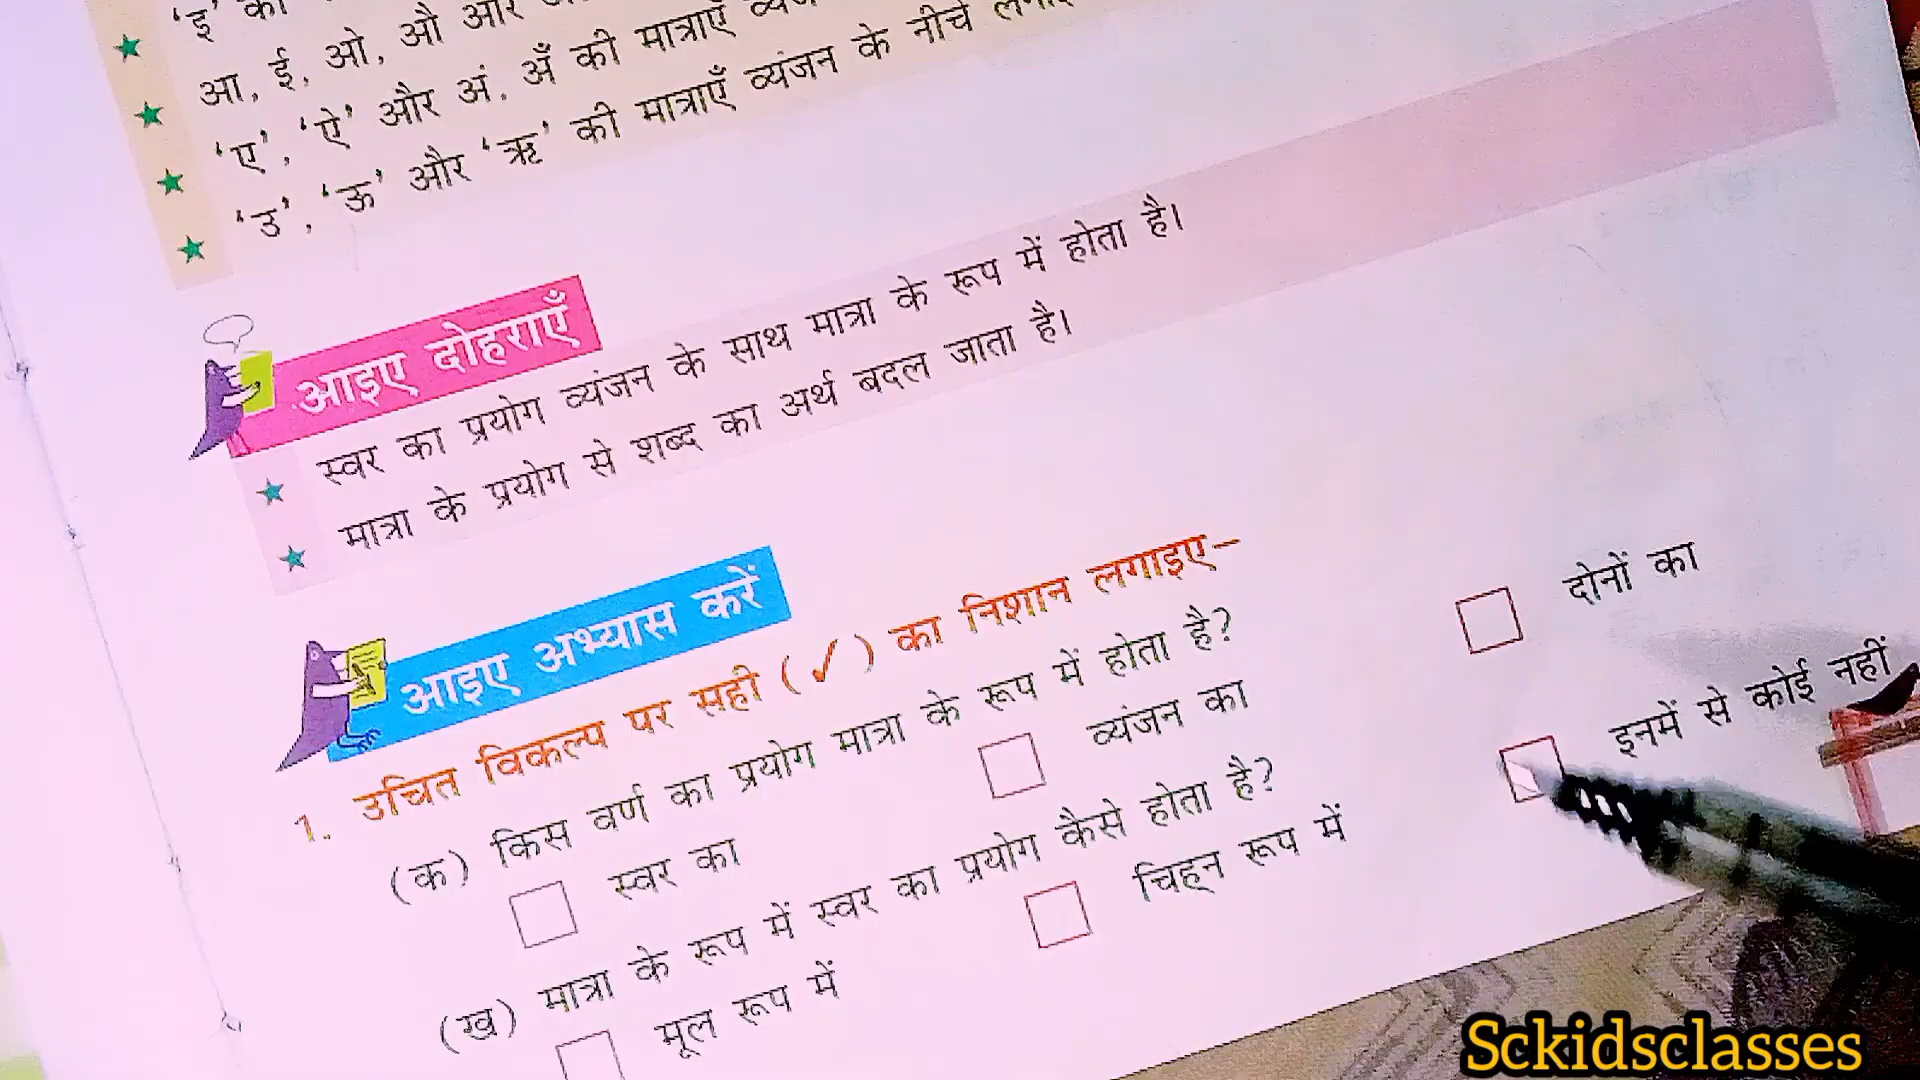 'इ' की
आ, ई, ओ, औ और
'ए', 'ऐ' और अं, अँ की मात्राएँ
'उ', 'ऊ' और 'ऋ' की मात्राएँ व्यंजन के नीचे
आइए दोहराएँ
स्वर का प्रयोग व्यंजन के साथ मात्रा के रूप में होता है।
मात्रा के प्रयोग से शब्द का अर्थ बदल जाता है।
आइए अभ्यास करें
1. उचित विकल्प पर सही (✓) का निशान लगाइए–
(क) किस वर्ण का प्रयोग मात्रा के रूप में होता है?
स्वर का व्यंजन का दोनों का
(ख) मात्रा के रूप में स्वर का प्रयोग कैसे होता है?
मूल रूप में चिह्न रूप में इनमें से कोई नहीं
Sckidsclasses